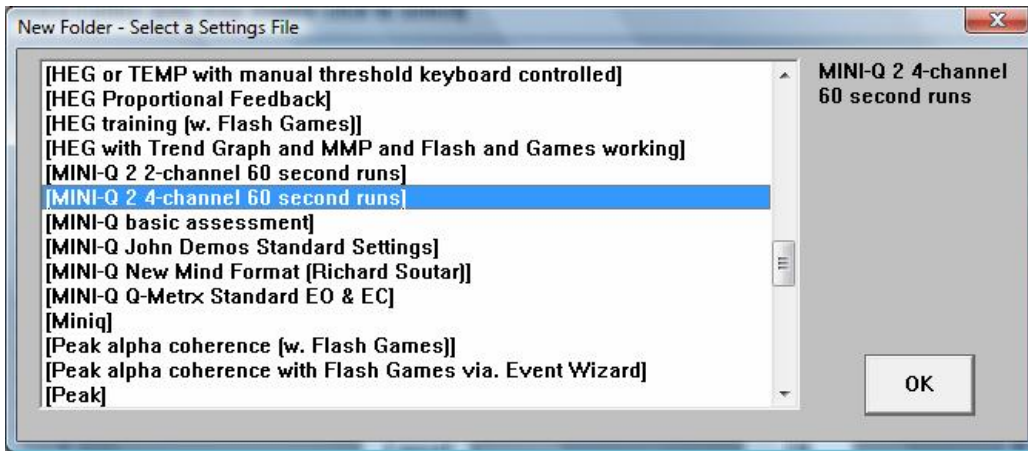 New Folder - Select a Settings File
[HEG or TEMP with manual threshold keyboard controlled]
[HEG Proportional Feedback]
[HEG training (w. Flash Games)]
[HEG with Trend Graph and MMP and Flash and Games working]
[MINI-Q 2 2-channel 60 second runs]
[MINI-Q 2 4-channel 60 second runs]
[MINI-Q basic assessment]
[MINI-Q John Demos Standard Settings]
[MINI-Q New Mind Format (Richard Soutar)]
[MINI-Q Q-Metrx Standard EO & EC]
[Miniq]
[Peak alpha coherence (w. Flash Games)]
[Peak alpha coherence with Flash Games via. Event Wizard]
[Peak]
MINI-Q 2 4-channel
60 second runs
OK